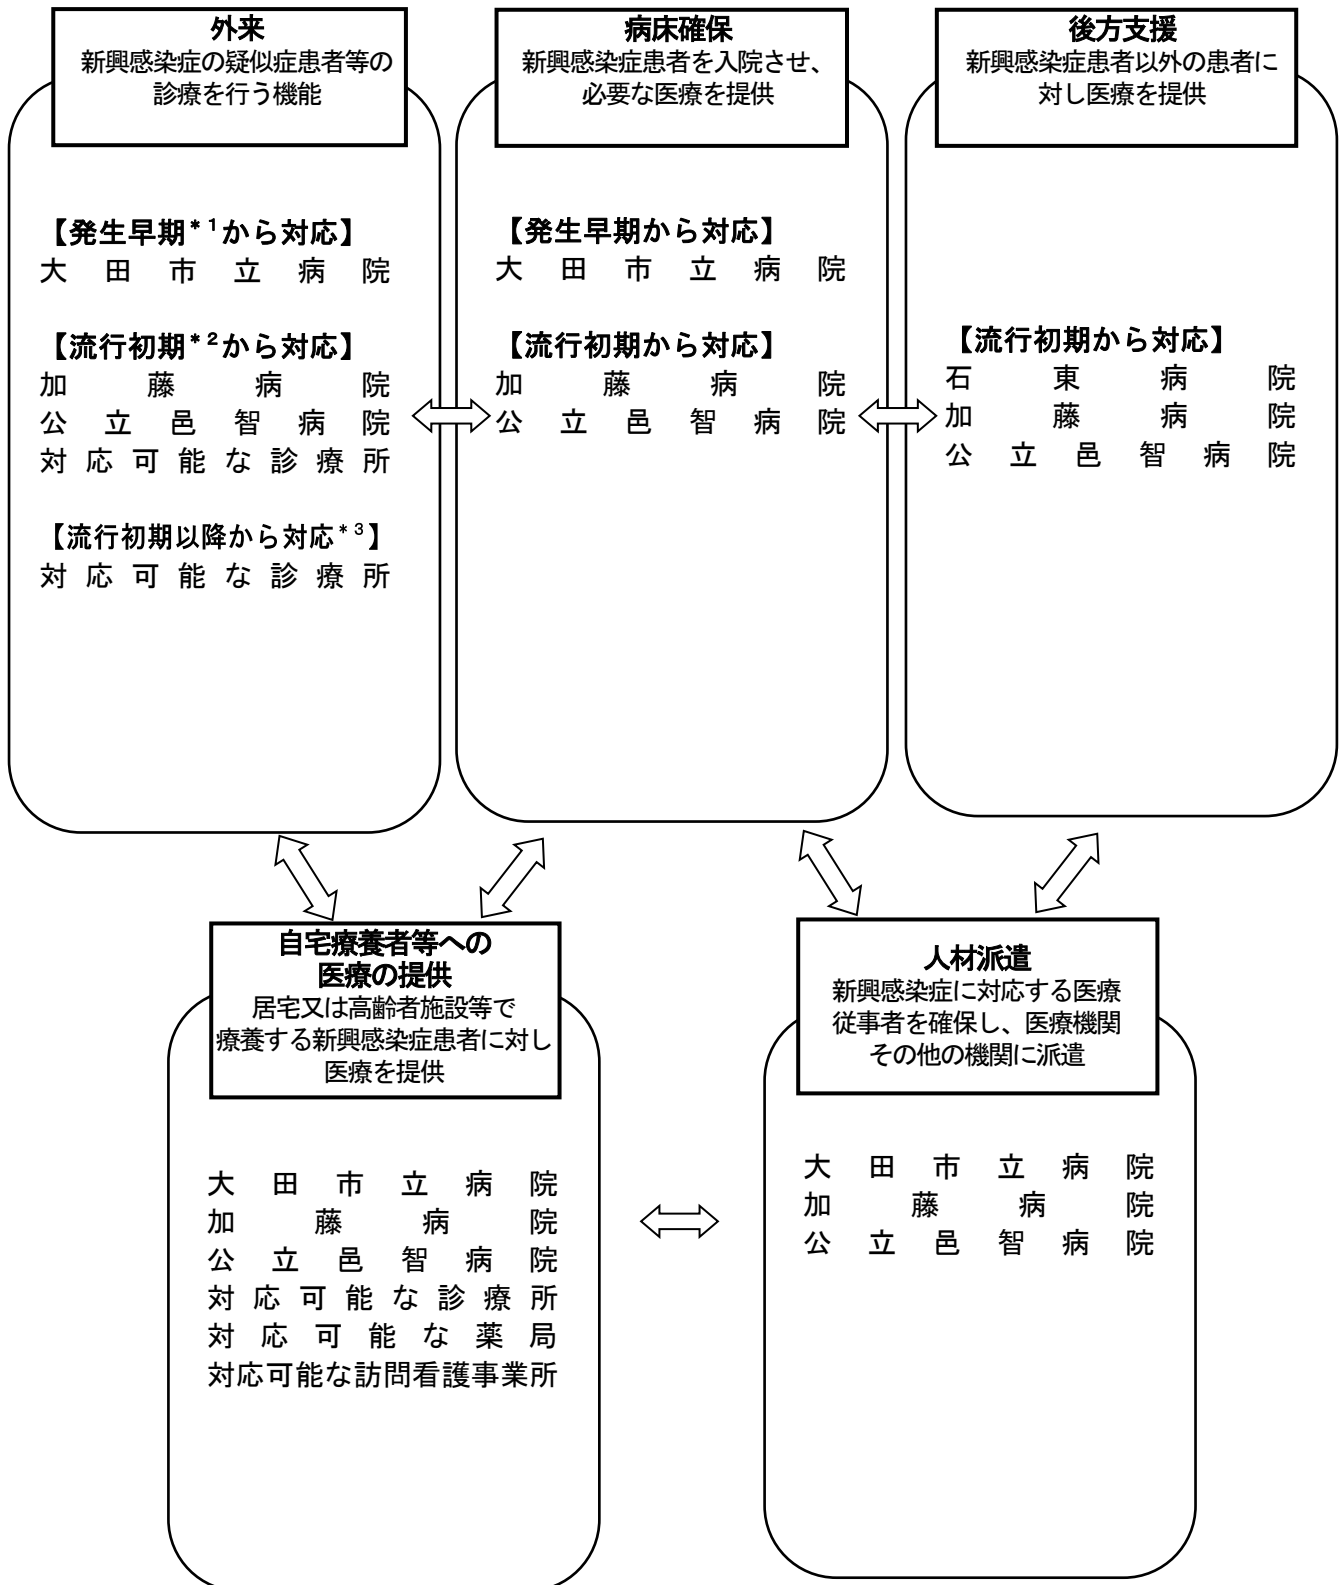 外来
新興感染症の疑似症患者等の
診療を行う機能
【発生早期*1から対応】
大田市立病院
【流行初期*2から対応】
加藤病院
公立邑智病院
対応可能な診療所
【流行初期以降から対応*3】
対応可能な診療所
病床確保
新興感染症患者を入院させ、
必要な医療を提供
【発生早期から対応】
大田市立病院
【流行初期から対応】
加藤病院
公立邑智病院
後方支援
新興感染症患者以外の患者に
対し医療を提供
【流行初期から対応】
石東病院
加藤病院
公立邑智病院
自宅療養者等への
医療の提供
居宅又は高齢者施設等で
療養する新興感染症患者に対し
医療を提供
大田市立病院
加藤病院
公立邑智病院
対応可能な診療所
対応可能な薬局
対応可能な訪問看護事業所
人材派遣
新興感染症に対応する医療
従事者を確保し、医療機関
その他の機関に派遣
大田市立病院
加藤病院
公立邑智病院